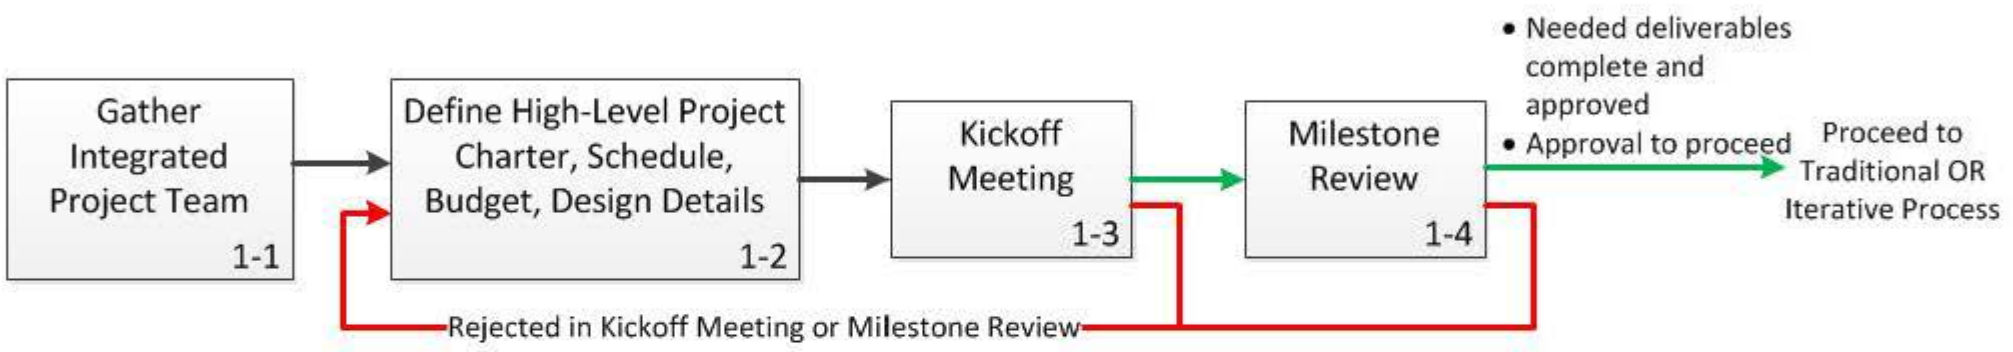 Gather
Integrated
Project Team
1-1
Define High-Level Project
Charter, Schedule,
Budget, Design Details
1-2
Kickoff
Meeting
1-3
Milestone
Review
1-4
• Needed deliverables
complete and
approved
• Approval to proceed
Proceed to
Traditional OR
Iterative Process
Rejected in Kickoff Meeting or Milestone Review